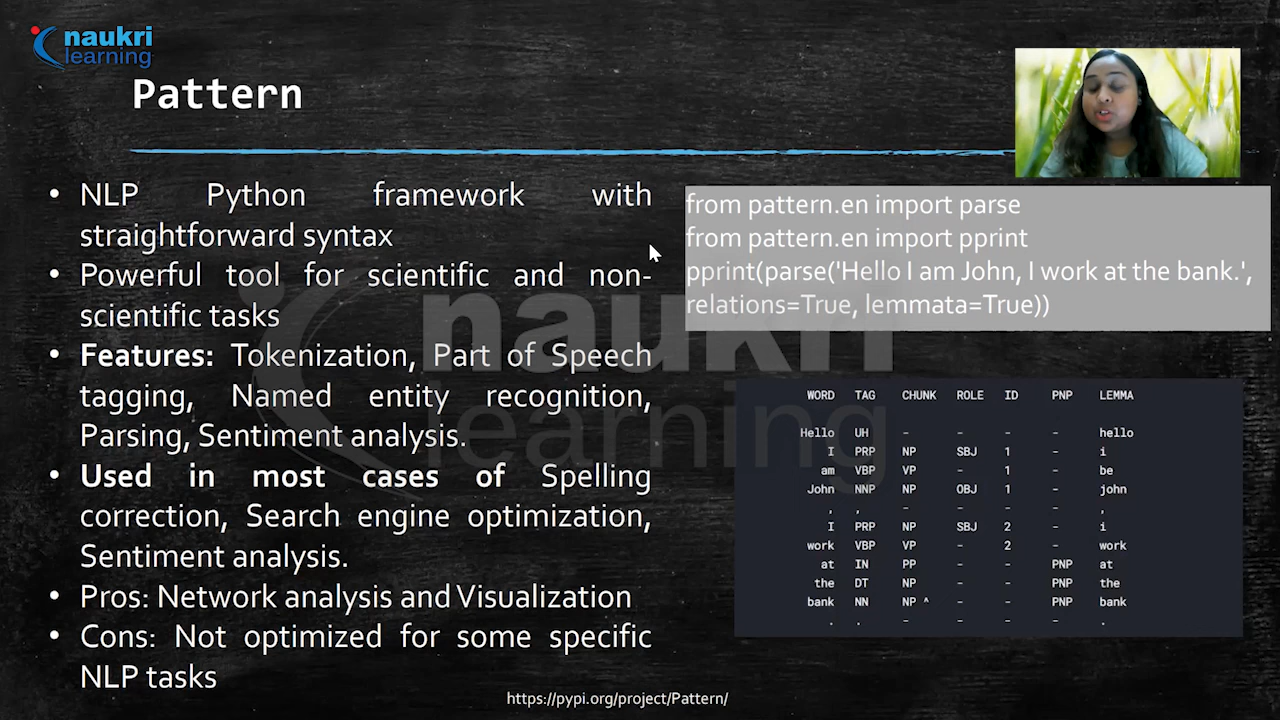 naukri
learning
Pattern
• NLP Python framework with
straightforward syntax
• Powerful tool for scientific and non-
scientific tasks
• Features: Tokenization, Part of Speech
tagging, Named entity recognition,
Parsing, Sentiment analysis.
• Used in most cases of Spelling
correction, Search engine optimization,
Sentiment analysis.
• Pros: Network analysis and Visualization
• Cons: Not optimized for some specific
NLP tasks
from pattern.en import parse
from pattern.en import pprint
pprint(parse('Hello I am John, I work at the bank.',
relations=True, lemmata=True))
naukri
learning
WORD TAG CHUNK ROLE ID PNP LEMMA
Hello UH - - - - hello
I PRP NP SBJ 1 - i
am VBP VP - 1 - be
John NNP NP OBJ 1 - john
, , - - - - ,
I PRP NP SBJ 2 - i
work VBP VP - 2 - work
at IN PP - - PNP at
the DT NP - - PNP the
bank NN NP ^ - - PNP bank
. . - - - - .
https://pypi.org/project/Pattern/